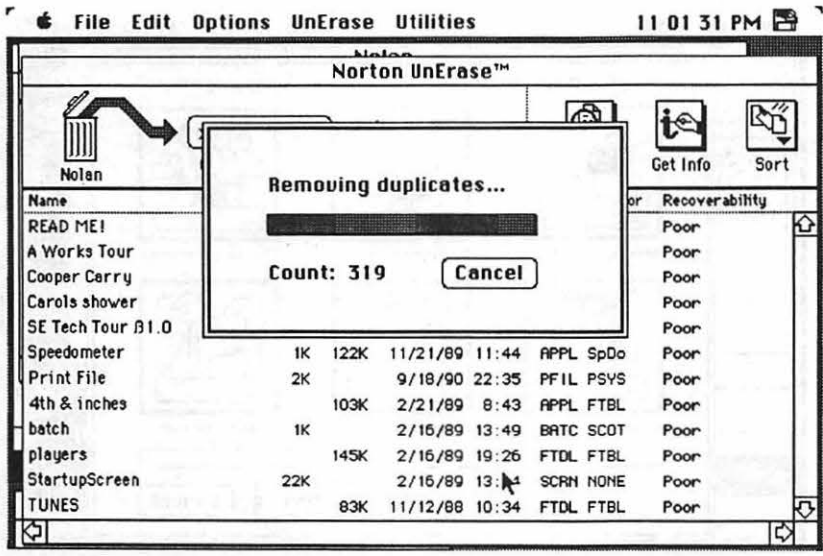 File Edit Options UnErase Utilities 11 01 31 PM
Nolan
Norton UnErase™
Nolan
Get Info
Sort
Removing duplicates...
Count: 319
Cancel
Name or Recoverability
READ ME! Poor
A Works Tour Poor
Cooper Carry Poor
Carols shower Poor
SE Tech Tour ß1.0 Poor
Speedometer 1K 122K 11/21/89 11:44 APPL SpDo Poor
Print File 2K 9/18/90 22:35 PFIL PSYS Poor
4th & inches 103K 2/21/89 8:43 APPL FTBL Poor
batch 1K 2/16/89 13:49 BATC SCOT Poor
players 145K 2/16/89 19:26 FTDL FTBL Poor
StartupScreen 22K 2/16/89 SCRN NONE Poor
TUNES 83K 11/12/88 10:34 FTDL FTBL Poor